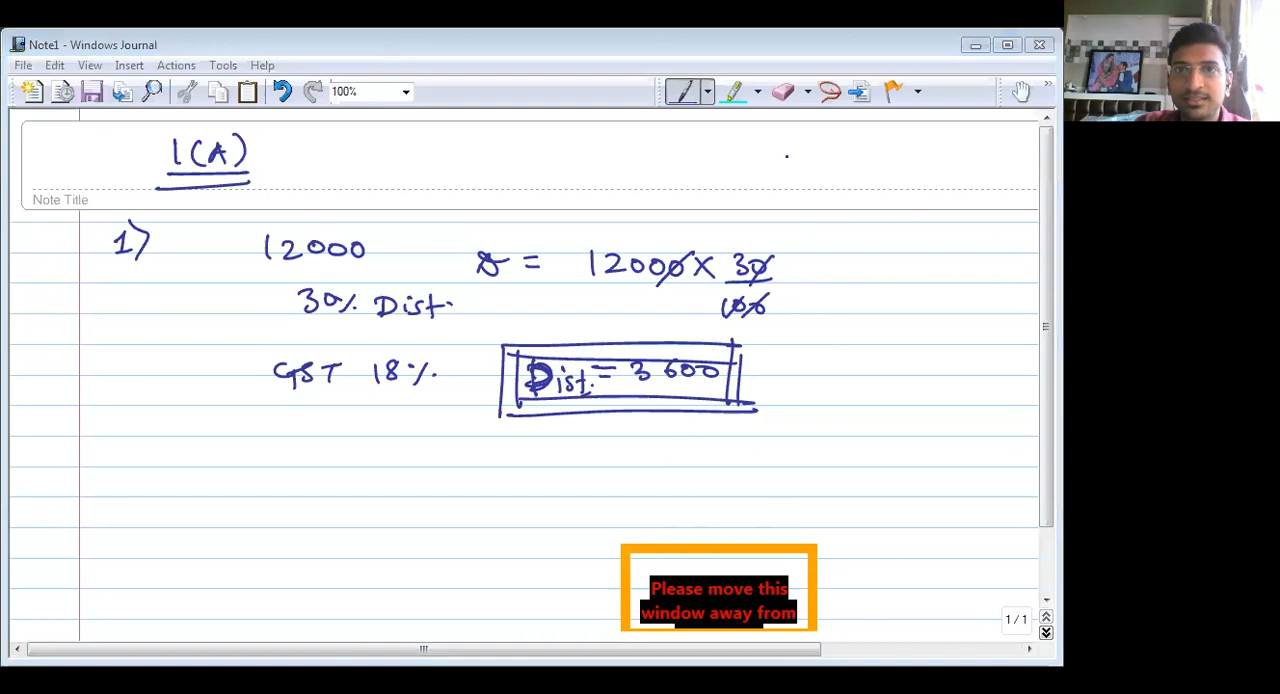 Note1 - Windows Journal
File Edit View Insert Actions Tools Help
100%
1(A)
Note Title
1) 12000
= 12000 x 30
100
30% Dist.
GST 18%.
Dist. = 3600
Please move this
window away from
1 / 1